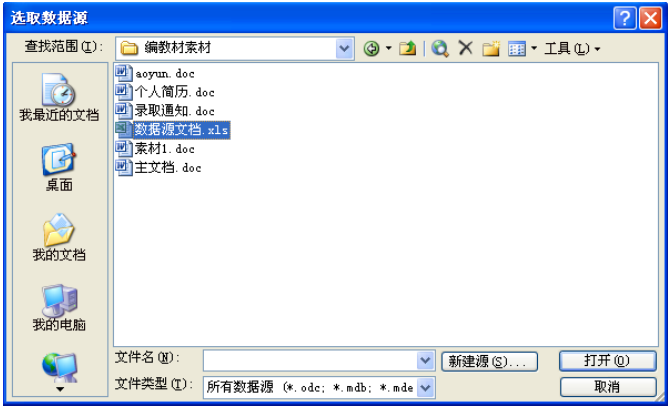 选取数据源
查找范围(I): 编教材素材 工具(L)
aoyun.doc
个人简历.doc
录取通知.doc
数据源文档.xls
素材1.doc
主文档.doc
我最近的文档
桌面
我的文档
我的电脑
文件名(N): 新建源(S)... 打开(O)
文件类型(T): 所有数据源 (*.odc; *.mdb; *.mde 取消